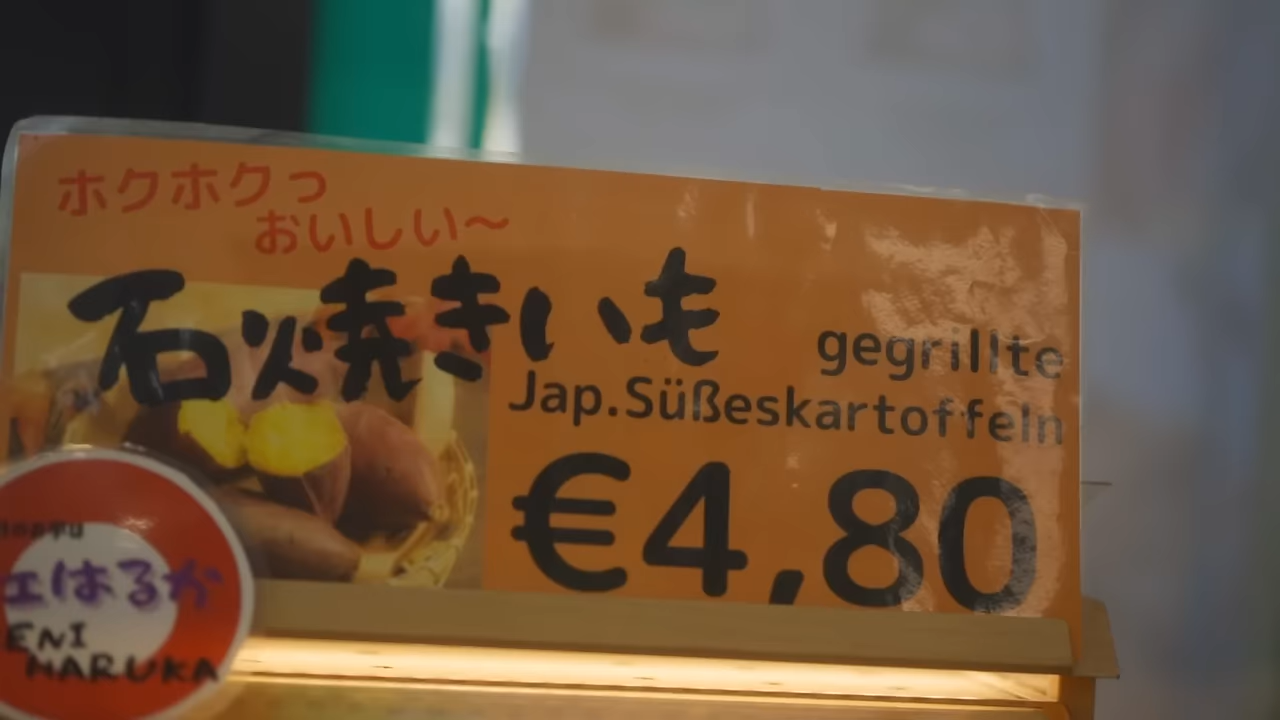 ホクホクっ
おいしい〜
石焼きいも
gegrillte
Jap.Süßeskartoffeln
€4,80
はるか
ENI
HARUKA